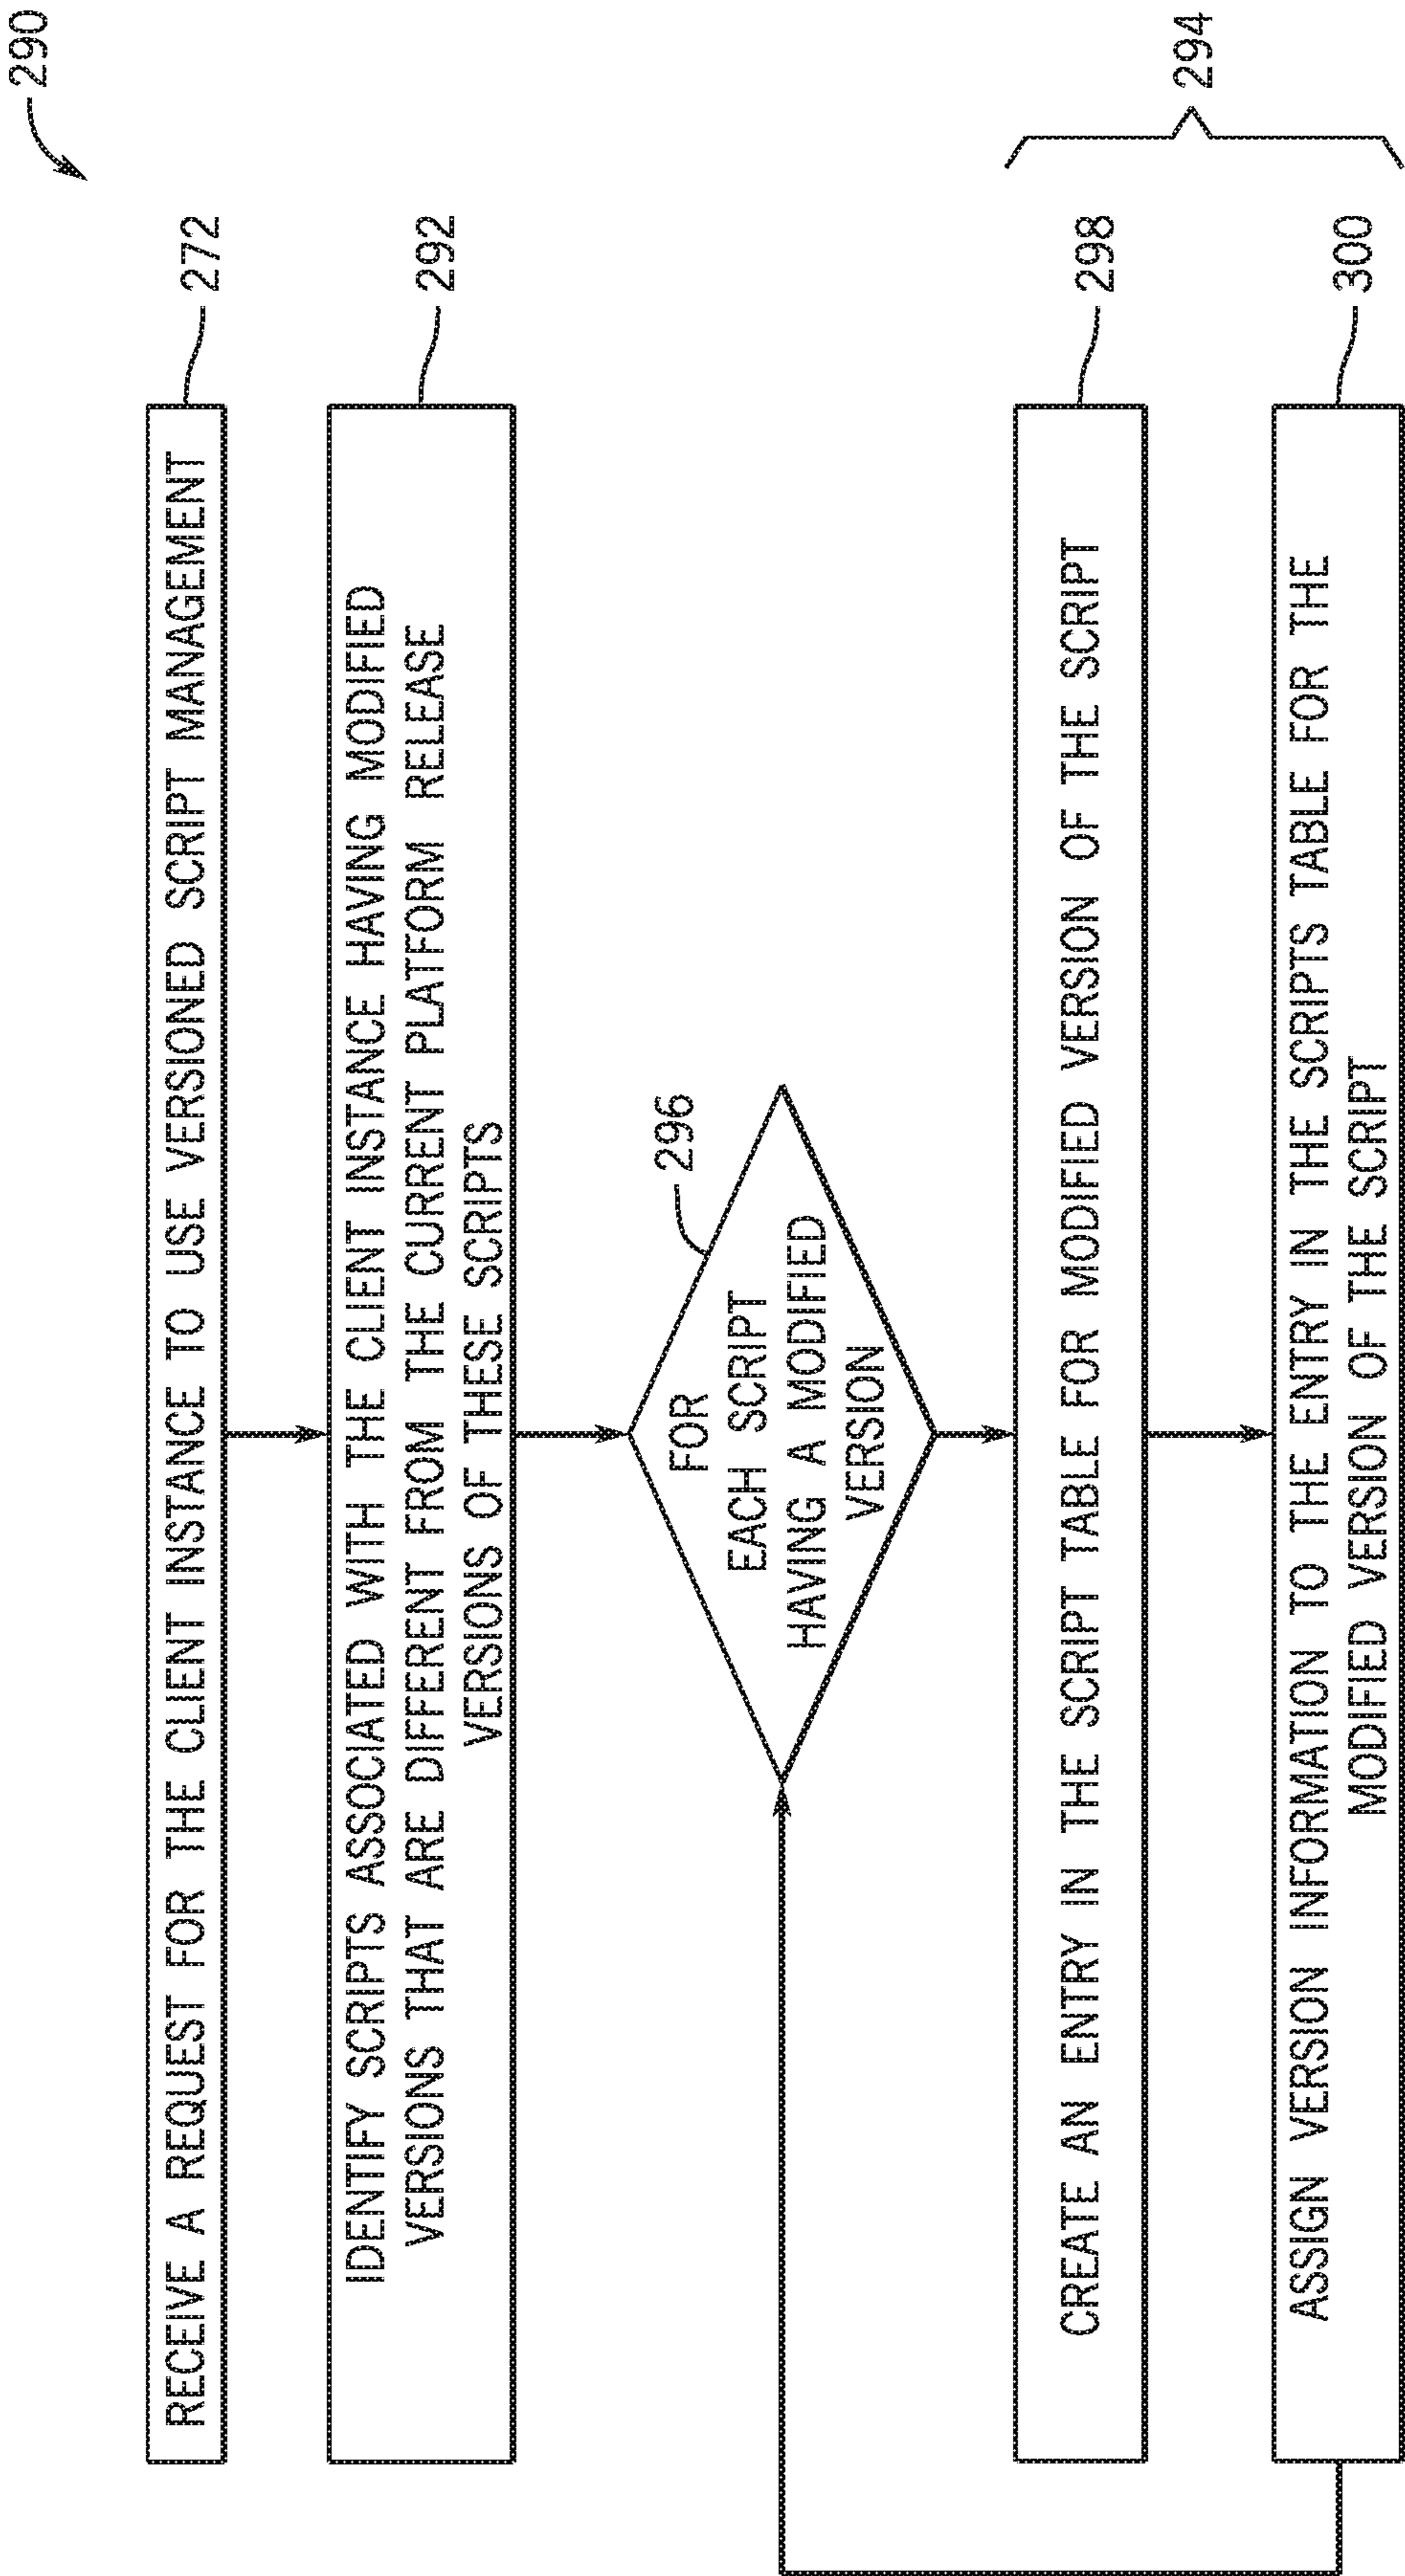 290
RECEIVE A REQUEST FOR THE CLIENT INSTANCE TO USE VERSIONED SCRIPT MANAGEMENT
272
IDENTIFY SCRIPTS ASSOCIATED WITH THE CLIENT INSTANCE HAVING MODIFIED
VERSIONS THAT ARE DIFFERENT FROM THE CURRENT PLATFORM RELEASE
VERSIONS OF THESE SCRIPTS
292
296
FOR
EACH SCRIPT
HAVING A MODIFIED
VERSION
CREATE AN ENTRY IN THE SCRIPT TABLE FOR MODIFIED VERSION OF THE SCRIPT
298
294
ASSIGN VERSION INFORMATION TO THE ENTRY IN THE SCRIPTS TABLE FOR THE
MODIFIED VERSION OF THE SCRIPT
300